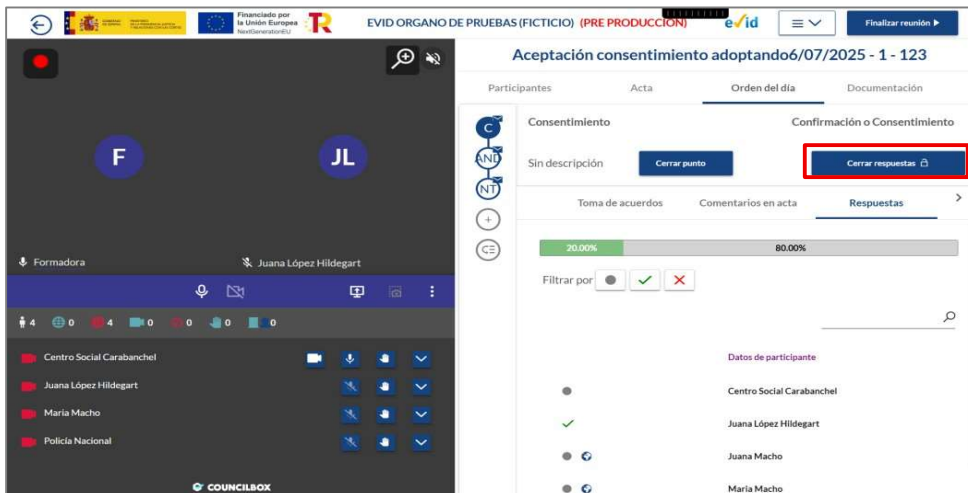 Financiado por
la Unión Europea
NextGenerationEU
EVID ORGANO DE PRUEBAS (FICTICIO) (PRE PRODUCCIÓN)
evid
Finalizar reunión
Aceptación consentimiento adoptando6/07/2025 - 1 - 123
Participantes
Acta
Orden del día
Documentación
C
AND
NT
Consentimiento
Confirmación o Consentimiento
Sin descripción
Cerrar punto
Cerrar respuestas
Toma de acuerdos
Comentarios en acta
Respuestas
20.00%
80.00%
Filtrar por
Datos de participante
Centro Social Carabanchel
Juana López Hildegart
Juana Macho
Maria Macho
F
JL
Formadora
Juana López Hildegart
4 0 4 0 0 0 0
Centro Social Carabanchel
Juana López Hildegart
Maria Macho
Policía Nacional
COUNCILBOX